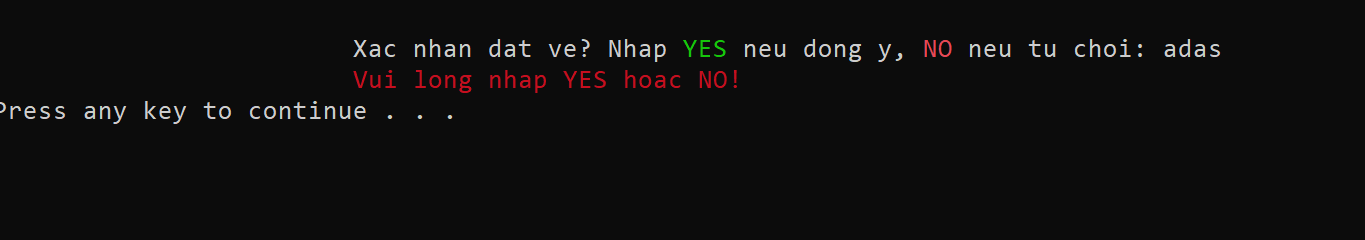 Xac nhan dat ve? Nhap YES neu dong y, NO neu tu choi: adas
Vui long nhap YES hoac NO!
Press any key to continue . . .